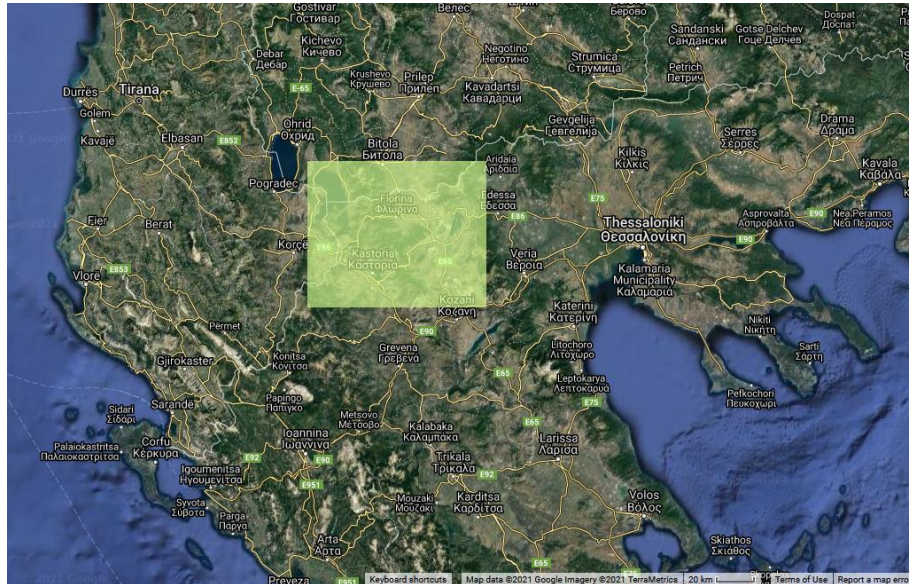 Gostivar
Гостивар
Велес
Берово
Dospat
Доспат
Sandanski
Сандански
Gotse Delchev
Гоце Делчев
Kichevo
Кичево
Debar
Дебар
Negotino
Неготино
Strumica
Струмица
Petrich
Петрич
Krushevo
Крушево
Prilep
Прилеп
Kavadartsi
Кавадарци
E-65
Durrës
Tirana
Golem
Kavajë
Elbasan
E852
Ohrid
Охрид
Bitola
Битола
Gevgelija
Гевгелија
Kilkis
Κιλκίς
Serres
Σέρρες
Drama
Δράμα
Aridaia
Αριδαία
Kavala
Καβάλα
Pogradec
Florina
Φλώρινα
Edessa
Έδεσσα
E86
E75
Fier
Berat
Korçë
E86
Thessaloniki
Θεσσαλονίκη
Asprovalta
Ασπροβάλτα
E90
Nea Peramos
Νέα Πέραμος
E90
Kastoria
Καστοριά
E65
Veria
Βέροια
Kalamaria
Municipality
Καλαμαριά
Vlorë
E853
Kozani
Κοζάνη
Katerini
Κατερίνη
Permet
E90
Nikiti
Νικήτη
Gjirokaster
Konitsa
Κόνιτσα
Grevena
Γρεβενά
Litochoro
Λιτόχωρο
Sarti
Σάρτη
Papingo
Πάπιγκο
E65
Leptokarya
Λεπτοκαρυά
Pefkochori
Πευκοχώρι
Sidari
Σιδάρι
Sarandë
E75
Metsovo
Μέτσοβο
Kalabaka
Καλαμπάκα
E65
Palaiokastritsa
Παλαιοκαστρίτσα
Corfu
Κέρκυρα
Ioannina
Ιωάννινα
Larissa
Λάρισα
E92
E90
Igoumenitsa
Ηγουμενίτσα
Trikala
Τρίκαλα
E92
E951
Syvota
Σύβοτα
Mouzaki
Μουζάκι
Karditsa
Καρδίτσα
Volos
Βόλος
Parga
Πάργα
Arta
Άρτα
Skiathos
Σκιάθος
E65
Preveza
E951
Keyboard shortcuts
Map data ©2021 Google Imagery ©2021 TerraMetrics
20 km
Terms of Use
Report a map err